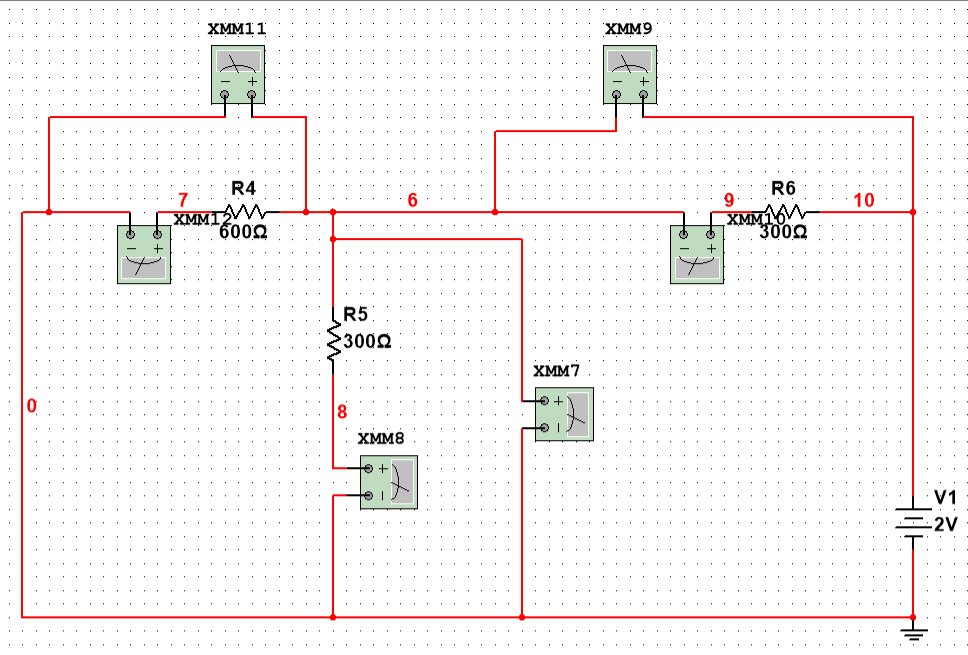 XMM11
XMM9
− +
− +
R4
R6
7
6
9
10
XMM12
600Ω
XMM10
300Ω
− +
− +
R5
300Ω
XMM7
0
8
+
−
XMM8
+
−
V1
2V